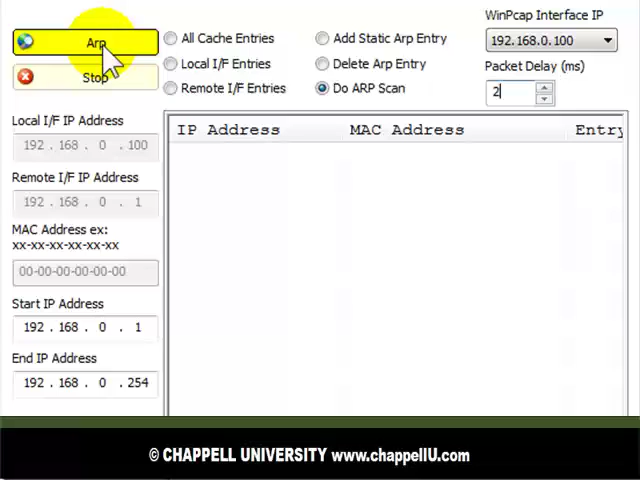 Arp
Stop
All Cache Entries
Local I/F Entries
Remote I/F Entries
Add Static Arp Entry
Delete Arp Entry
Do ARP Scan
WinPcap Interface IP
192.168.0.100
Packet Delay (ms)
2
Local I/F IP Address
192 . 168 . 0 . 100
Remote I/F IP Address
192 . 168 . 0 . 1
MAC Address ex:
xx-xx-xx-xx-xx-xx
00-00-00-00-00-00
Start IP Address
192 . 168 . 0 . 1
End IP Address
192 . 168 . 0 . 254
IP Address MAC Address Entry
© CHAPPELL UNIVERSITY www.chappellU.com